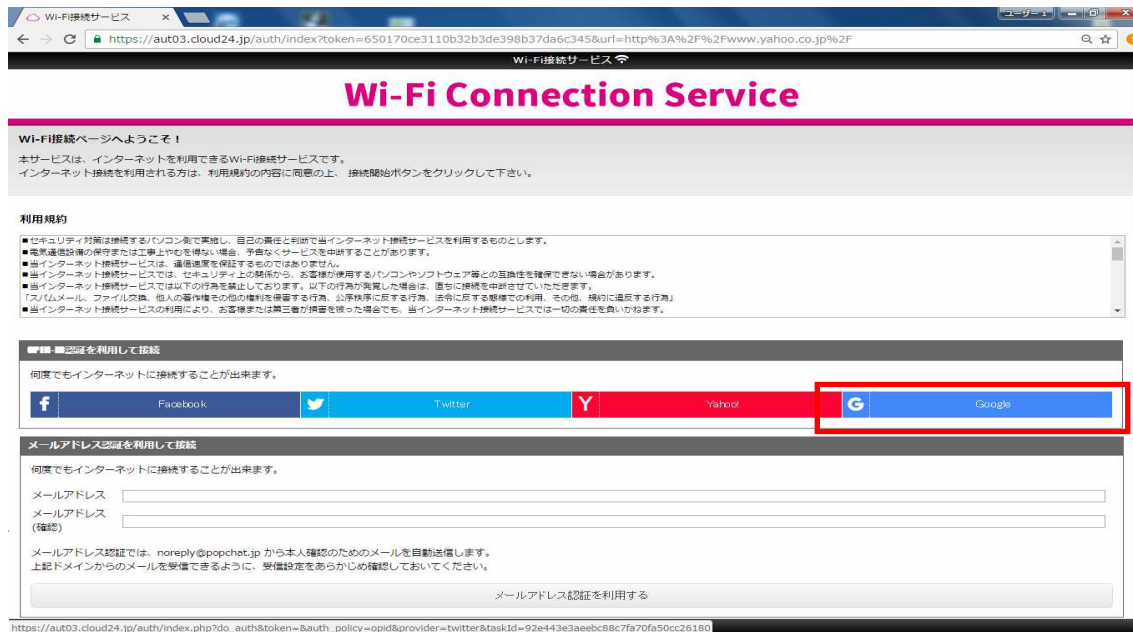 Wi-Fi接続サービス
ユーザー1
https://aut03.cloud24.jp/auth/index?token=650170ce3110b32b3de398b37da6c345&url=http%3A%2F%2Fwww.yahoo.co.jp%2F
Wi-Fi接続サービス
Wi-Fi Connection Service
Wi-Fi接続ページへようこそ！
本サービスは、インターネットを利用できるWi-Fi接続サービスです。
インターネット接続を利用される方は、利用規約の内容に同意の上、 接続開始ボタンをクリックして下さい。
利用規約
■セキュリティ対策は接続するパソコン側で実施し、自己の責任と判断で当インターネット接続サービスを利用するものとします。
■電気通信設備の保守または工事上やむを得ない場合、予告なくサービスを中断することがあります。
■当インターネット接続サービスは、通信速度を保証するものではありません。
■当インターネット接続サービスでは、セキュリティ上の関係から、お客様が使用するパソコンやソフトウェア等との互換性を確保できない場合があります。
■当インターネット接続サービスでは以下の行為を禁止しております。以下の行為が発覚した場合は、直ちに接続を中断させていただきます。
「スパムメール、ファイル交換、他人の著作権その他の権利を侵害する行為、公序秩序に反する行為、法令に反する態様での利用、その他、規約に違反する行為」
■当インターネット接続サービスの利用により、お客様または第三者が損害を被った場合でも、当インターネット接続サービスでは一切の責任を負いかねます。
認証を利用して接続
何度でもインターネットに接続することが出来ます。
Facebook
Twitter
Yahoo!
Google
メールアドレス認証を利用して接続
何度でもインターネットに接続することが出来ます。
メールアドレス
メールアドレス
(確認)
メールアドレス認証では、noreply@popchat.jp から本人確認のためのメールを自動送信します。
上記ドメインからのメールを受信できるように、受信設定をあらかじめ確認しておいてください。
メールアドレス認証を利用する
https://aut03.cloud24.jp/auth/index.php?do_auth&token=&auth_policy=opid&provider=twitter&taskId=92e443e3aeebc88c7fa70fa50cc26180